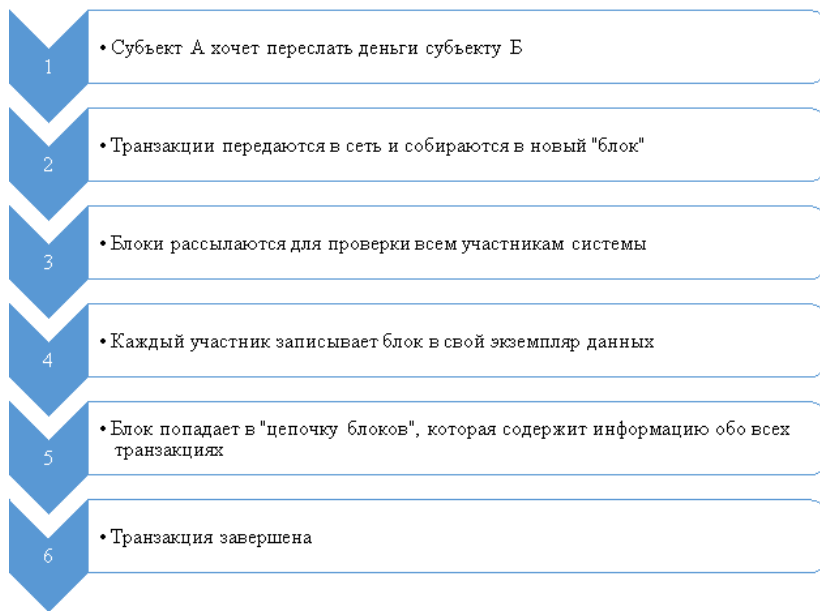 1
• Субъект А хочет переслать деньги субъекту Б
2
• Транзакции передаются в сеть и собираются в новый "блок"
3
• Блоки рассылаются для проверки всем участникам системы
4
• Каждый участник записывает блок в свой экземпляр данных
5
• Блок попадает в "цепочку блоков", которая содержит информацию обо всех
транзакциях
6
• Транзакция завершена